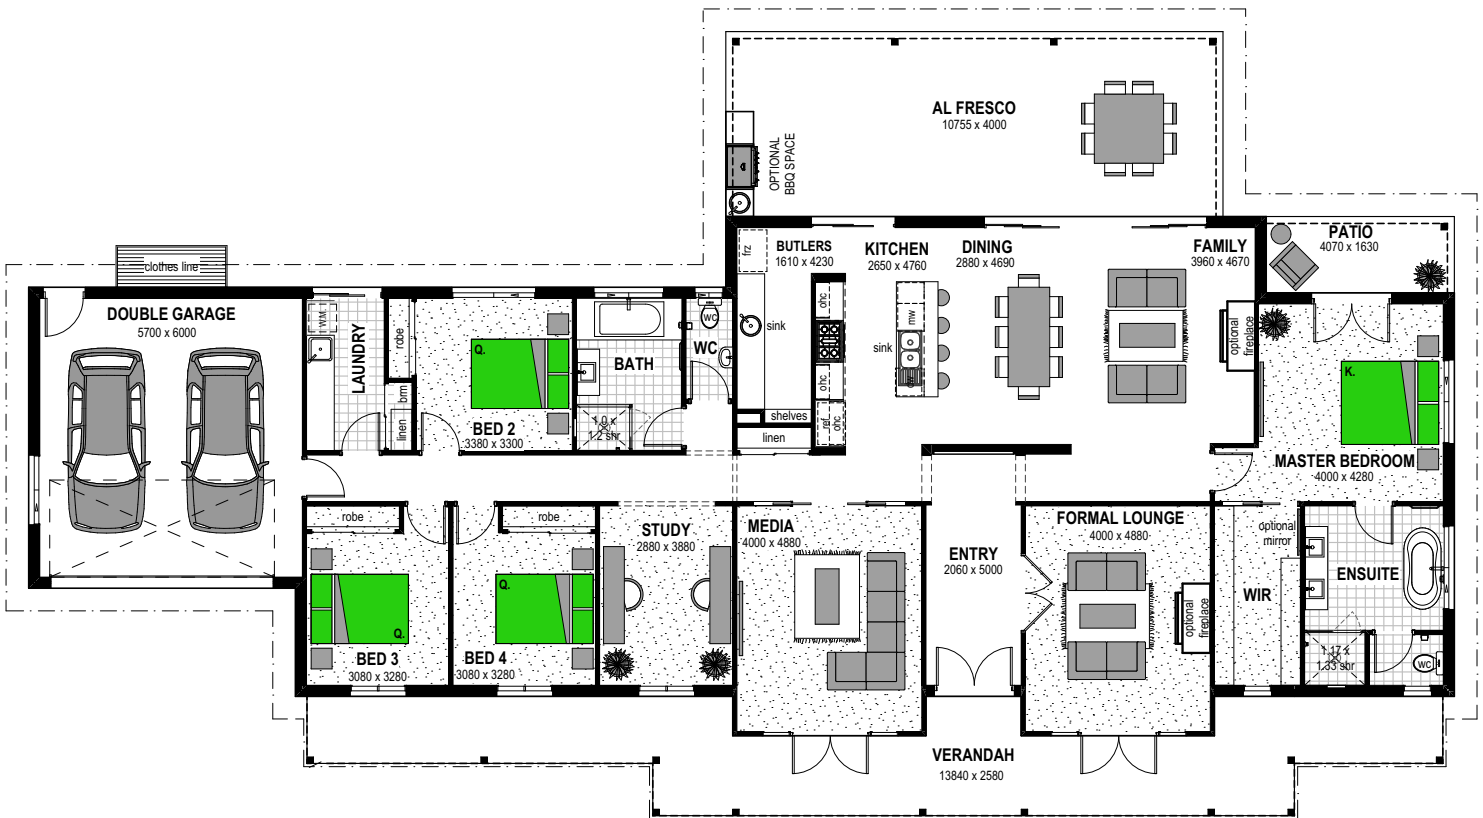 AL FRESCO
10755 x 4000
OPTIONAL
BBQ SPACE
clothes line
DOUBLE GARAGE
5700 x 6000
W.M.
LAUNDRY
robe
brm
linen
Q.
BED 2
3380 x 3300
BATH
1.0 x
1.2 shr
WC
WC
frz
BUTLERS
1610 x 4230
sink
shelves
linen
ohc
ohc
ref
ohc
KITCHEN
2650 x 4760
mw
sink
dw
DINING
2880 x 4690
FAMILY
3960 x 4670
optional
fireplace
PATIO
4070 x 1630
K.
MASTER BEDROOM
4000 x 4280
robe
Q.
BED 3
3080 x 3280
robe
Q.
BED 4
3080 x 3280
STUDY
2880 x 3880
MEDIA
4000 x 4880
ENTRY
2060 x 5000
FORMAL LOUNGE
4000 x 4880
optional
fireplace
WIR
optional
mirror
ENSUITE
1.17 x
1.33 shr
WC
VERANDAH
13840 x 2580